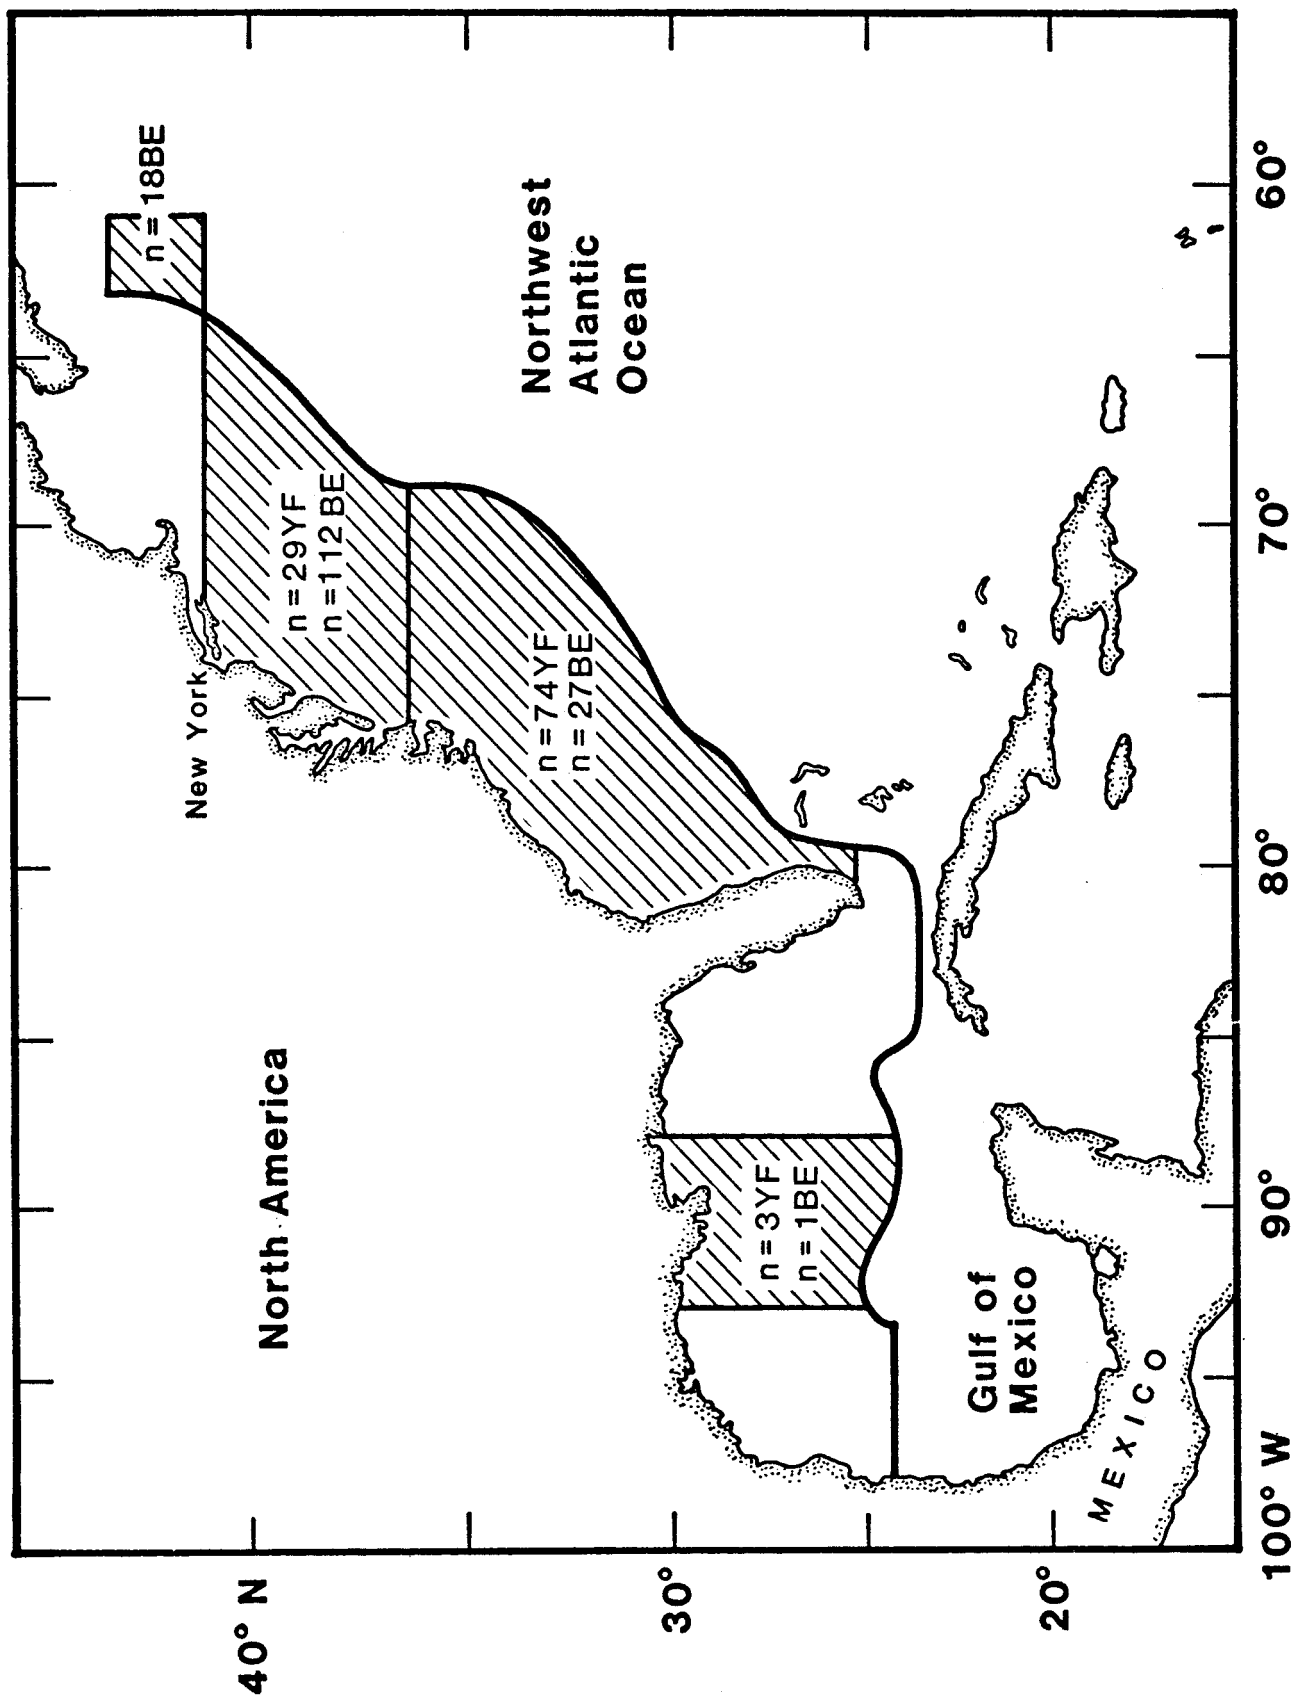 n=18BE
New York
n=29YF
n=112BE
North America
Northwest
Atlantic
Ocean
n=74YF
n=27BE
n=3YF
n=1BE
Gulf of
Mexico
MEXICO
40° N
30°
20°
100° W
90°
80°
70°
60°